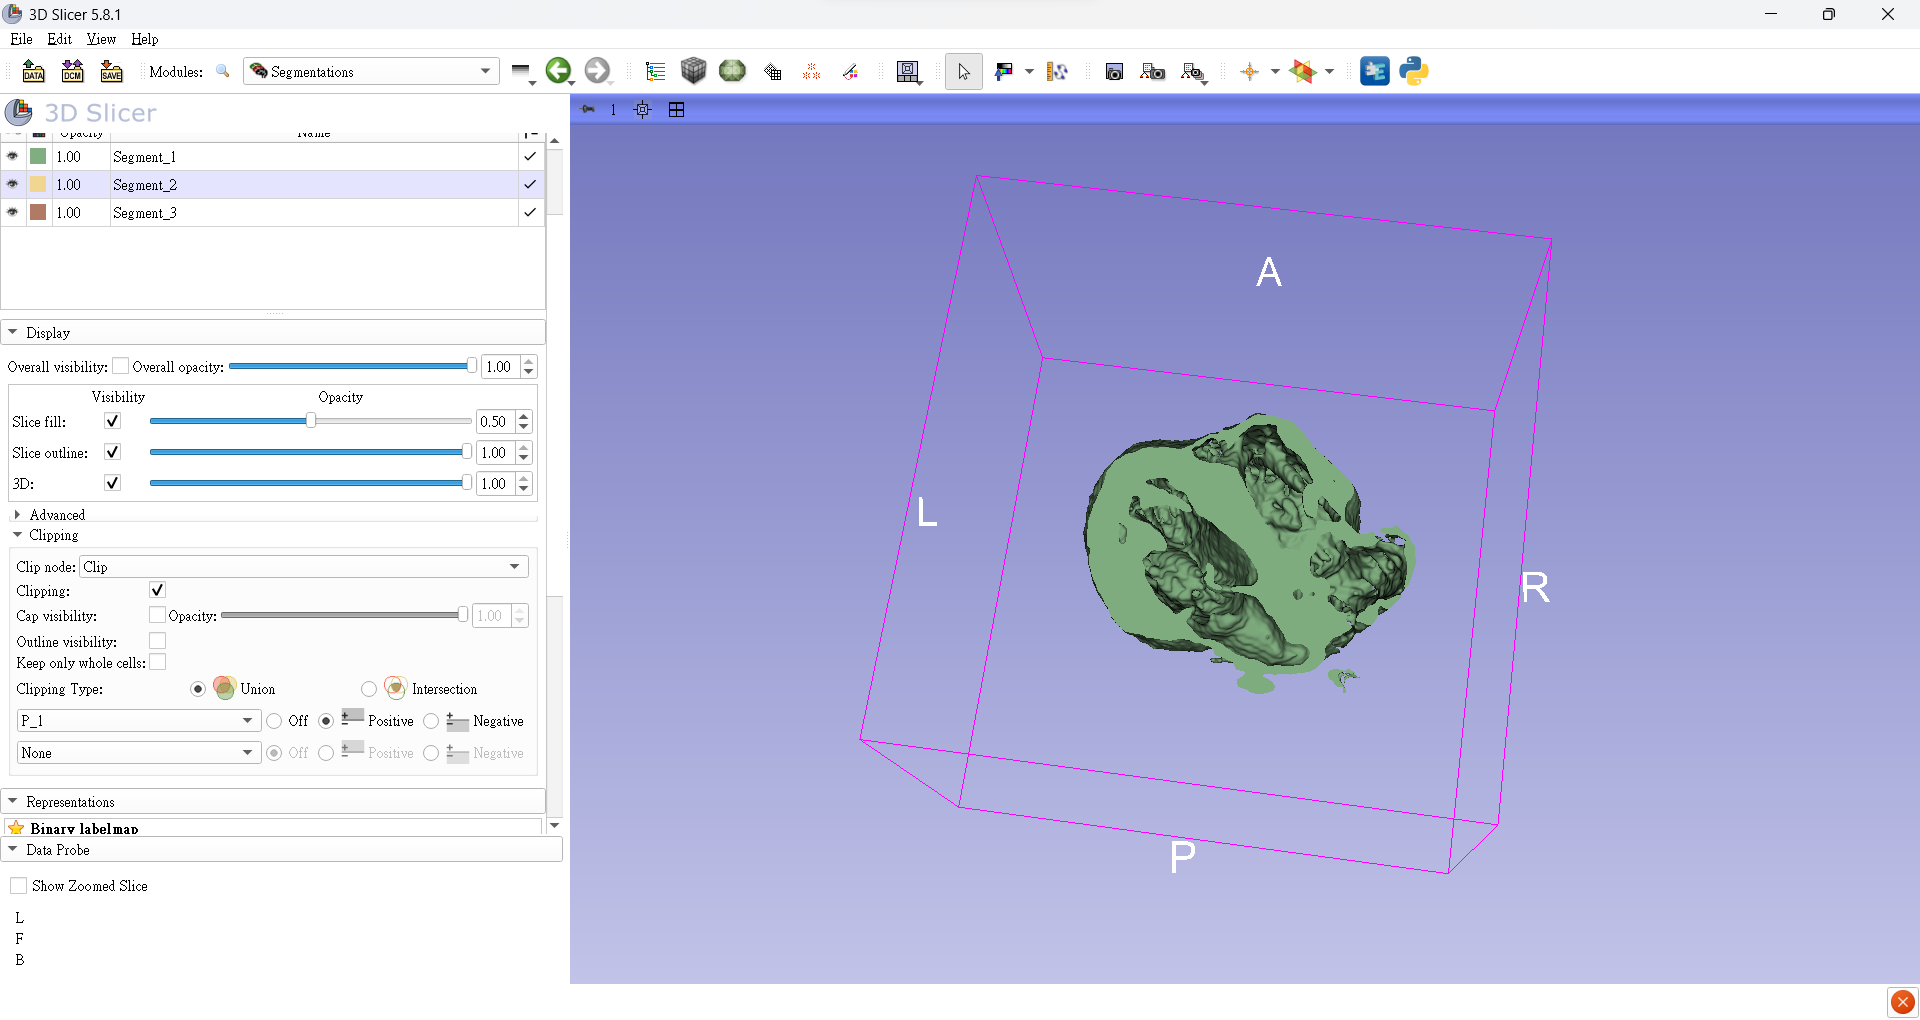 3D Slicer 5.8.1
File Edit View Help
DATA DCM SAVE Modules: Segmentations
3D Slicer
1
Opacity Name
1.00 Segment_1
1.00 Segment_2
1.00 Segment_3
Display
Overall visibility: Overall opacity: 1.00
Visibility Opacity
Slice fill: 0.50
Slice outline: 1.00
3D: 1.00
Advanced
Clipping
Clip node: Clip
Clipping:
Cap visibility: Opacity: 1.00
Outline visibility:
Keep only whole cells:
Clipping Type: Union Intersection
P_1 Off Positive Negative
None Off Positive Negative
Representations
Binary labelmap
Data Probe
Show Zoomed Slice
L
F
B
A
L
R
P